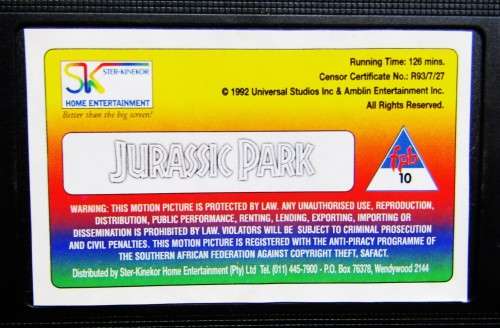 SK
STER-KINEKOR
HOME ENTERTAINMENT
Better than the big screen!
Running Time: 126 mins.
Censor Certificate No.: R93/7/27
© 1992 Universal Studios Inc & Amblin Entertainment Inc.
All Rights Reserved.
JURASSIC PARK
fpb
10
WARNING: THIS MOTION PICTURE IS PROTECTED BY LAW. ANY UNAUTHORISED USE, REPRODUCTION,
DISTRIBUTION, PUBLIC PERFORMANCE, RENTING, LENDING, EXPORTING, IMPORTING OR
DISSEMINATION IS PROHIBITED BY LAW. VIOLATORS WILL BE SUBJECT TO CRIMINAL PROSECUTION
AND CIVIL PENALTIES. THIS MOTION PICTURE IS REGISTERED WITH THE ANTI-PIRACY PROGRAMME OF
THE SOUTHERN AFRICAN FEDERATION AGAINST COPYRIGHT THEFT, SAFACT.
Distributed by Ster-Kinekor Home Entertainment (Pty) Ltd Tel. (011) 445-7900 - P.O. Box 76378, Wendywood 2144